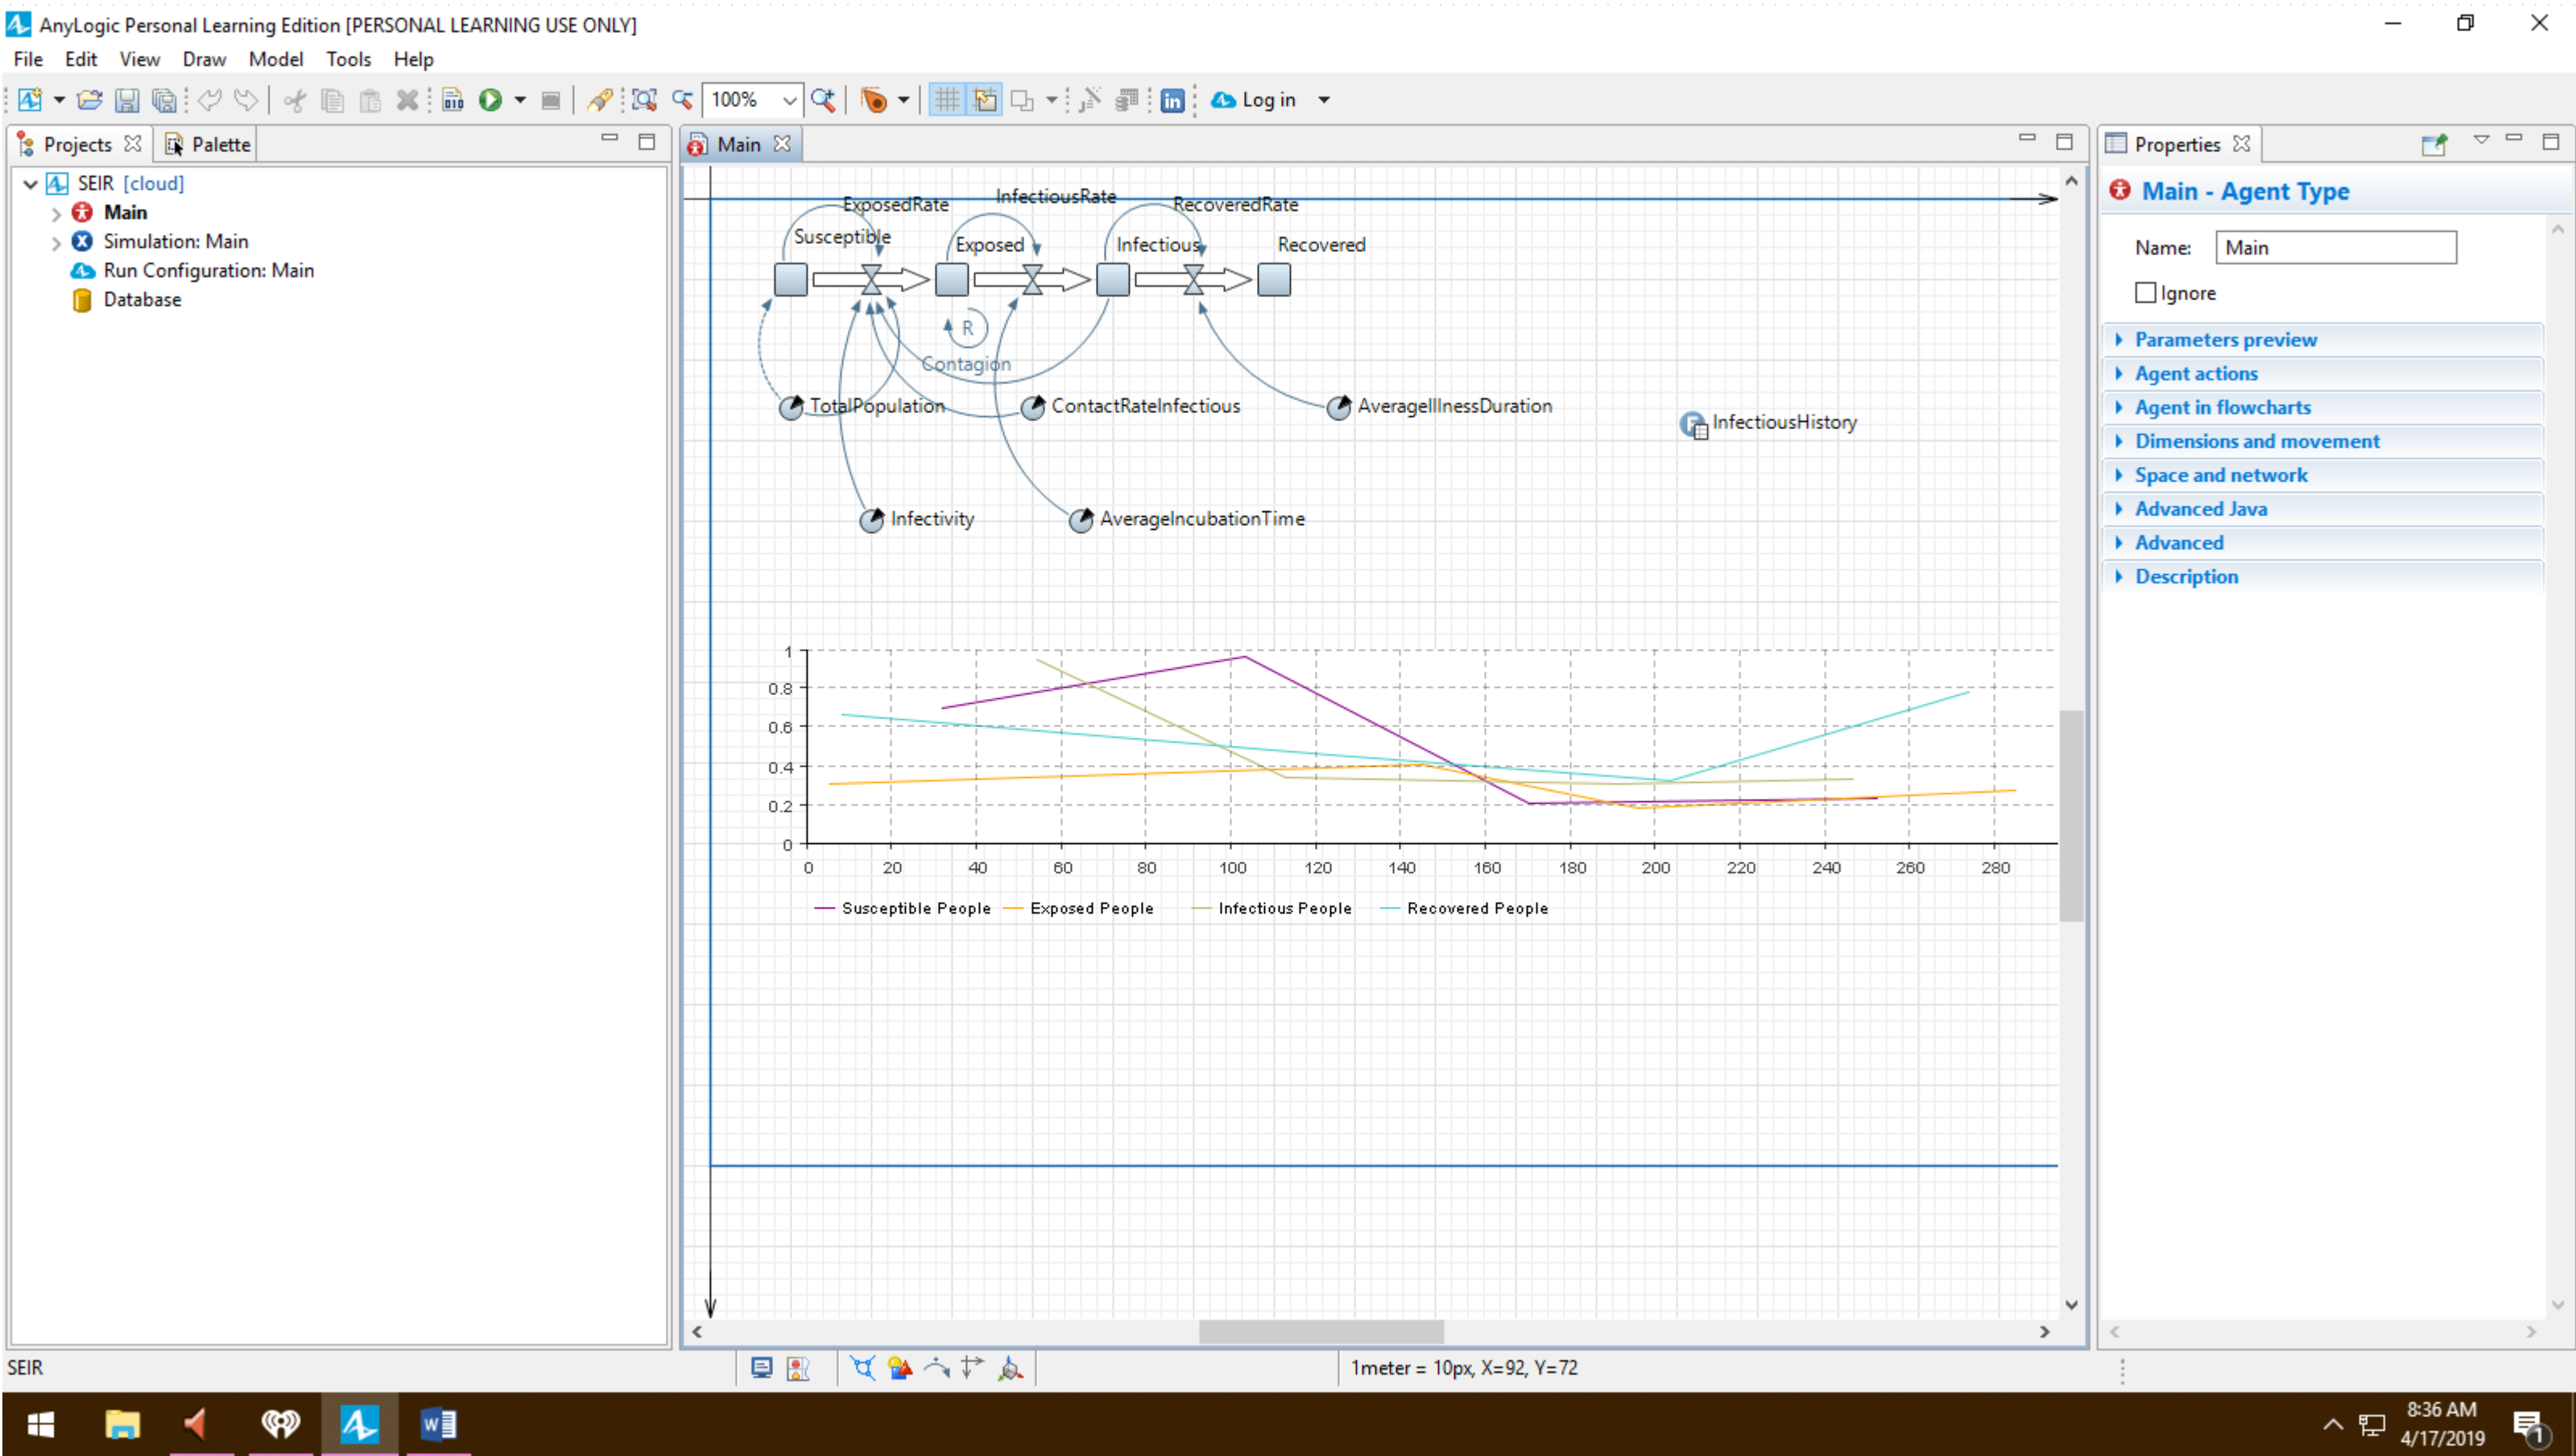 AnyLogic Personal Learning Edition [PERSONAL LEARNING USE ONLY]
File Edit View Draw Model Tools Help
100%
Log in
Projects
Palette
SEIR [cloud]
Main
Simulation: Main
Run Configuration: Main
Database
Main
InfectiousRate
ExposedRate
RecoveredRate
Susceptible
Exposed
Infectious
Recovered
R
Contagion
TotalPopulation
ContactRateInfectious
AverageIllnessDuration
InfectiousHistory
Infectivity
AverageIncubationTime
1
0.8
0.6
0.4
0.2
0
0 20 40 60 80 100 120 140 160 180 200 220 240 260 280
Susceptible People Exposed People Infectious People Recovered People
Properties
Main - Agent Type
Name: Main
Ignore
Parameters preview
Agent actions
Agent in flowcharts
Dimensions and movement
Space and network
Advanced Java
Advanced
Description
SEIR
1meter = 10px, X=92, Y=72
8:36 AM
4/17/2019
1